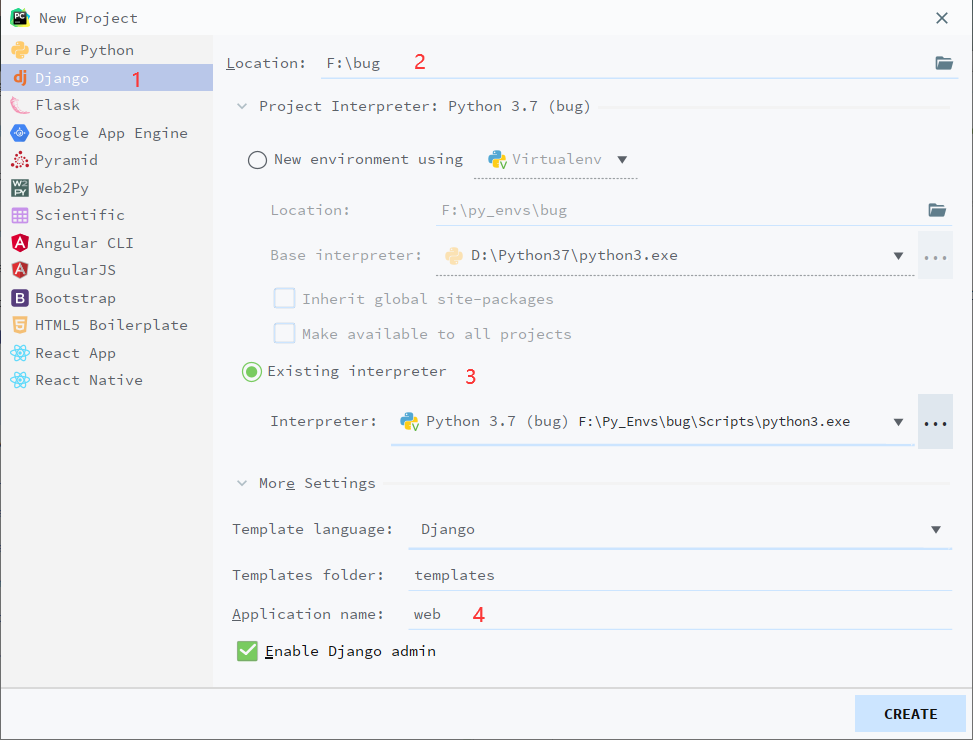 New Project
Pure Python
Django 1
Flask
Google App Engine
Pyramid
Web2Py
Scientific
Angular CLI
AngularJS
Bootstrap
HTML5 Boilerplate
React App
React Native
Location: F:\bug 2
Project Interpreter: Python 3.7 (bug)
New environment using Virtualenv
Location: F:\py_envs\bug
Base interpreter: D:\Python37\python3.exe ...
Inherit global site-packages
Make available to all projects
Existing interpreter 3
Interpreter: Python 3.7 (bug) F:\Py_Envs\bug\Scripts\python3.exe ...
More Settings
Template language: Django
Templates folder: templates
Application name: web 4
Enable Django admin
CREATE